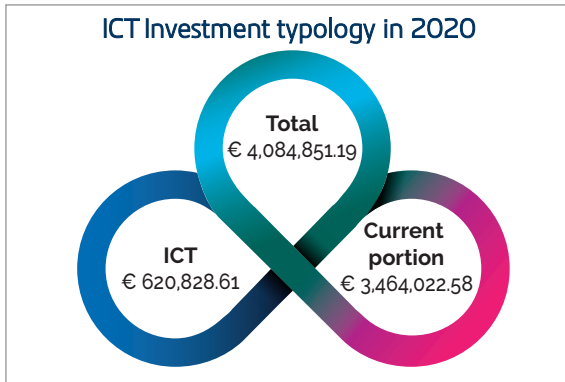 ICT Investment typology in 2020
Total
€ 4,084,851.19
ICT
€ 620,828.61
Current
portion
€ 3,464,022.58